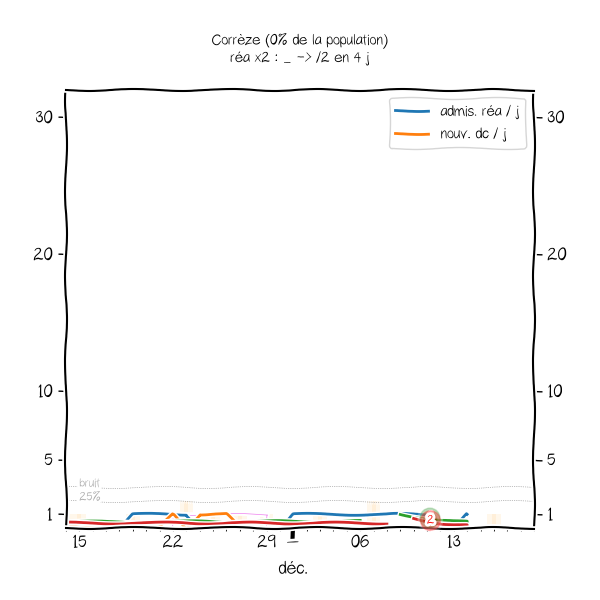 Corrèze (0% de la population)
réa x2 : _ -> /2 en 4 j
admis. réa / j
nouv. dc / j
30
30
20
20
10
10
5
5
bruit
25%
1
1
2
15
22
29
06
13
déc.